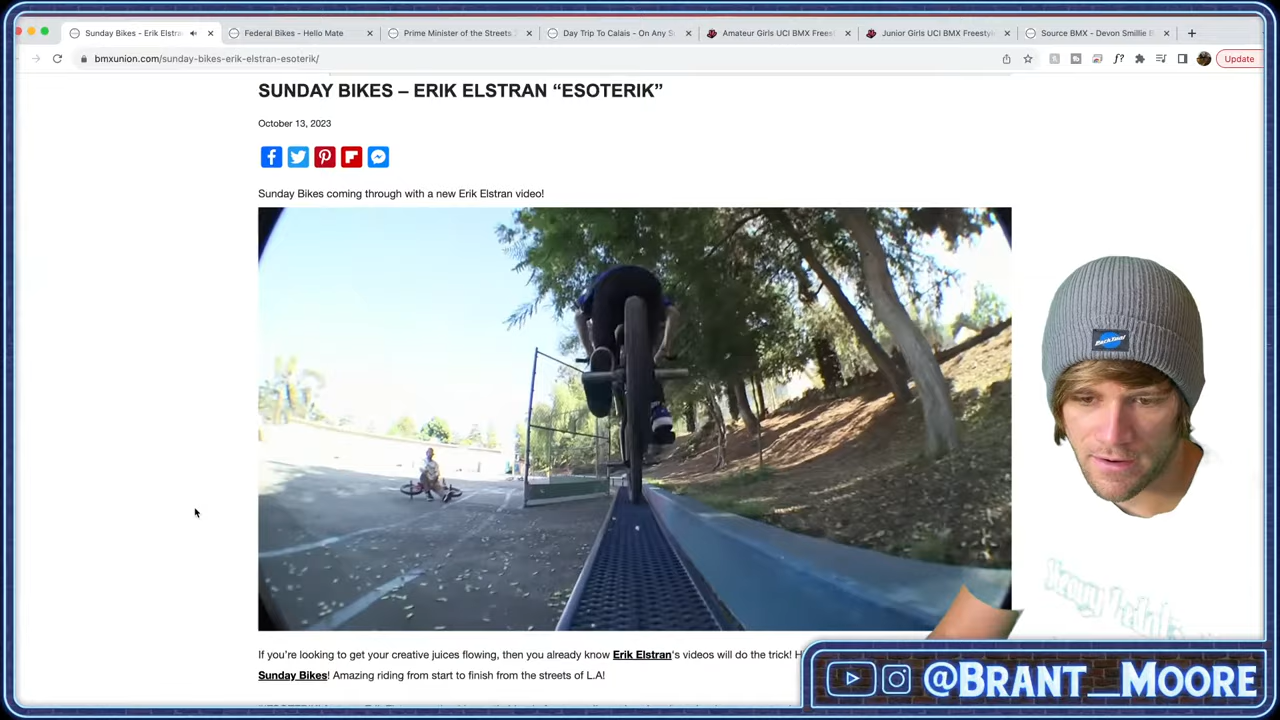 Sunday Bikes - Erik Elstra
Federal Bikes - Hello Mate
Prime Minister of the Streets
Day Trip To Calais - On Any S
Amateur Girls UCI BMX Frees
Junior Girls UCI BMX Freesty
Source BMX - Devon Smillie B
bmxunion.com/sunday-bikes-erik-elstran-esoterik/
Update
SUNDAY BIKES – ERIK ELSTRAN “ESOTERIK”
October 13, 2023
Sunday Bikes coming through with a new Erik Elstran video!
If you’re looking to get your creative juices flowing, then you already know Erik Elstran's videos will do the trick! H
Sunday Bikes! Amazing riding from start to finish from the streets of L.A!
@BRANT_MOORE